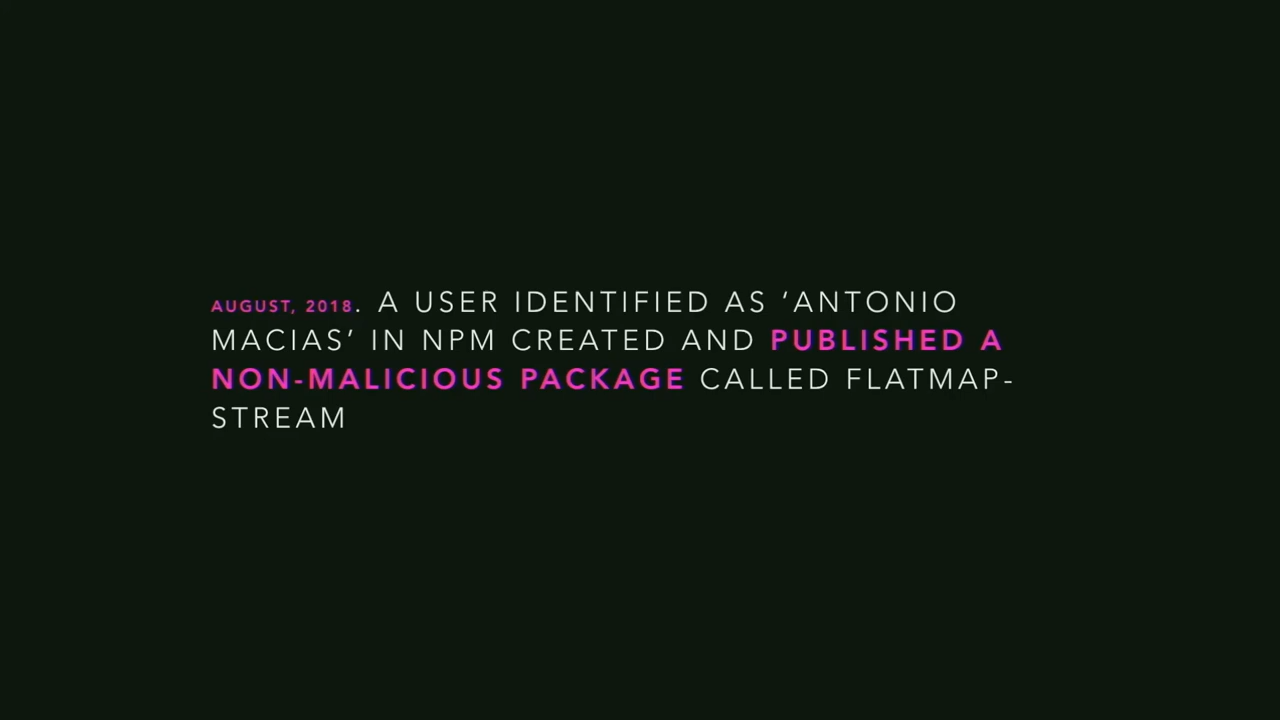 AUGUST, 2018. A USER IDENTIFIED AS ‘ANTONIO
MACIAS’ IN NPM CREATED AND PUBLISHED A
NON-MALICIOUS PACKAGE CALLED FLATMAP-
STREAM